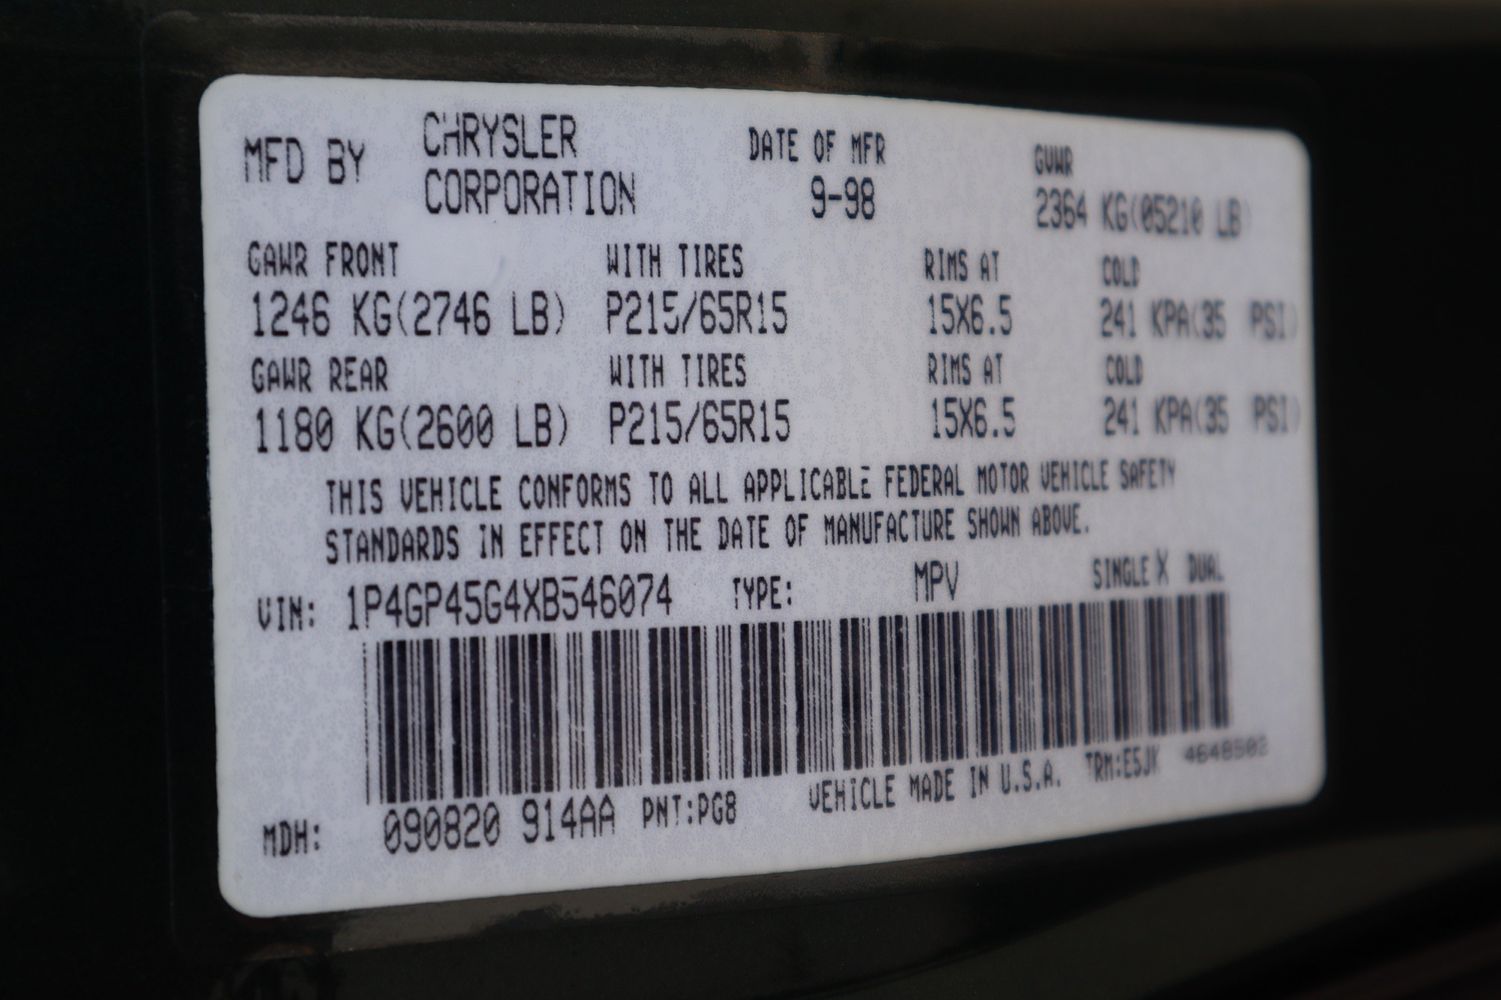 MFD BY CHRYSLER CORPORATION DATE OF MFR 9-98 GVWR 2364 KG(05210 LB)
GAWR FRONT WITH TIRES RIMS AT COLD
1246 KG(2746 LB) P215/65R15 15X6.5 241 KPA(35 PSI)
GAWR REAR WITH TIRES RIMS AT COLD
1180 KG(2600 LB) P215/65R15 15X6.5 241 KPA(35 PSI)
THIS VEHICLE CONFORMS TO ALL APPLICABLE FEDERAL MOTOR VEHICLE SAFETY
STANDARDS IN EFFECT ON THE DATE OF MANUFACTURE SHOWN ABOVE.
VIN: 1P4GP45G4XB546074 TYPE: MPV SINGLE X DUAL
MDH: 090820 914AA PNT:PG8 VEHICLE MADE IN U.S.A. TRM:E5JK 4648502